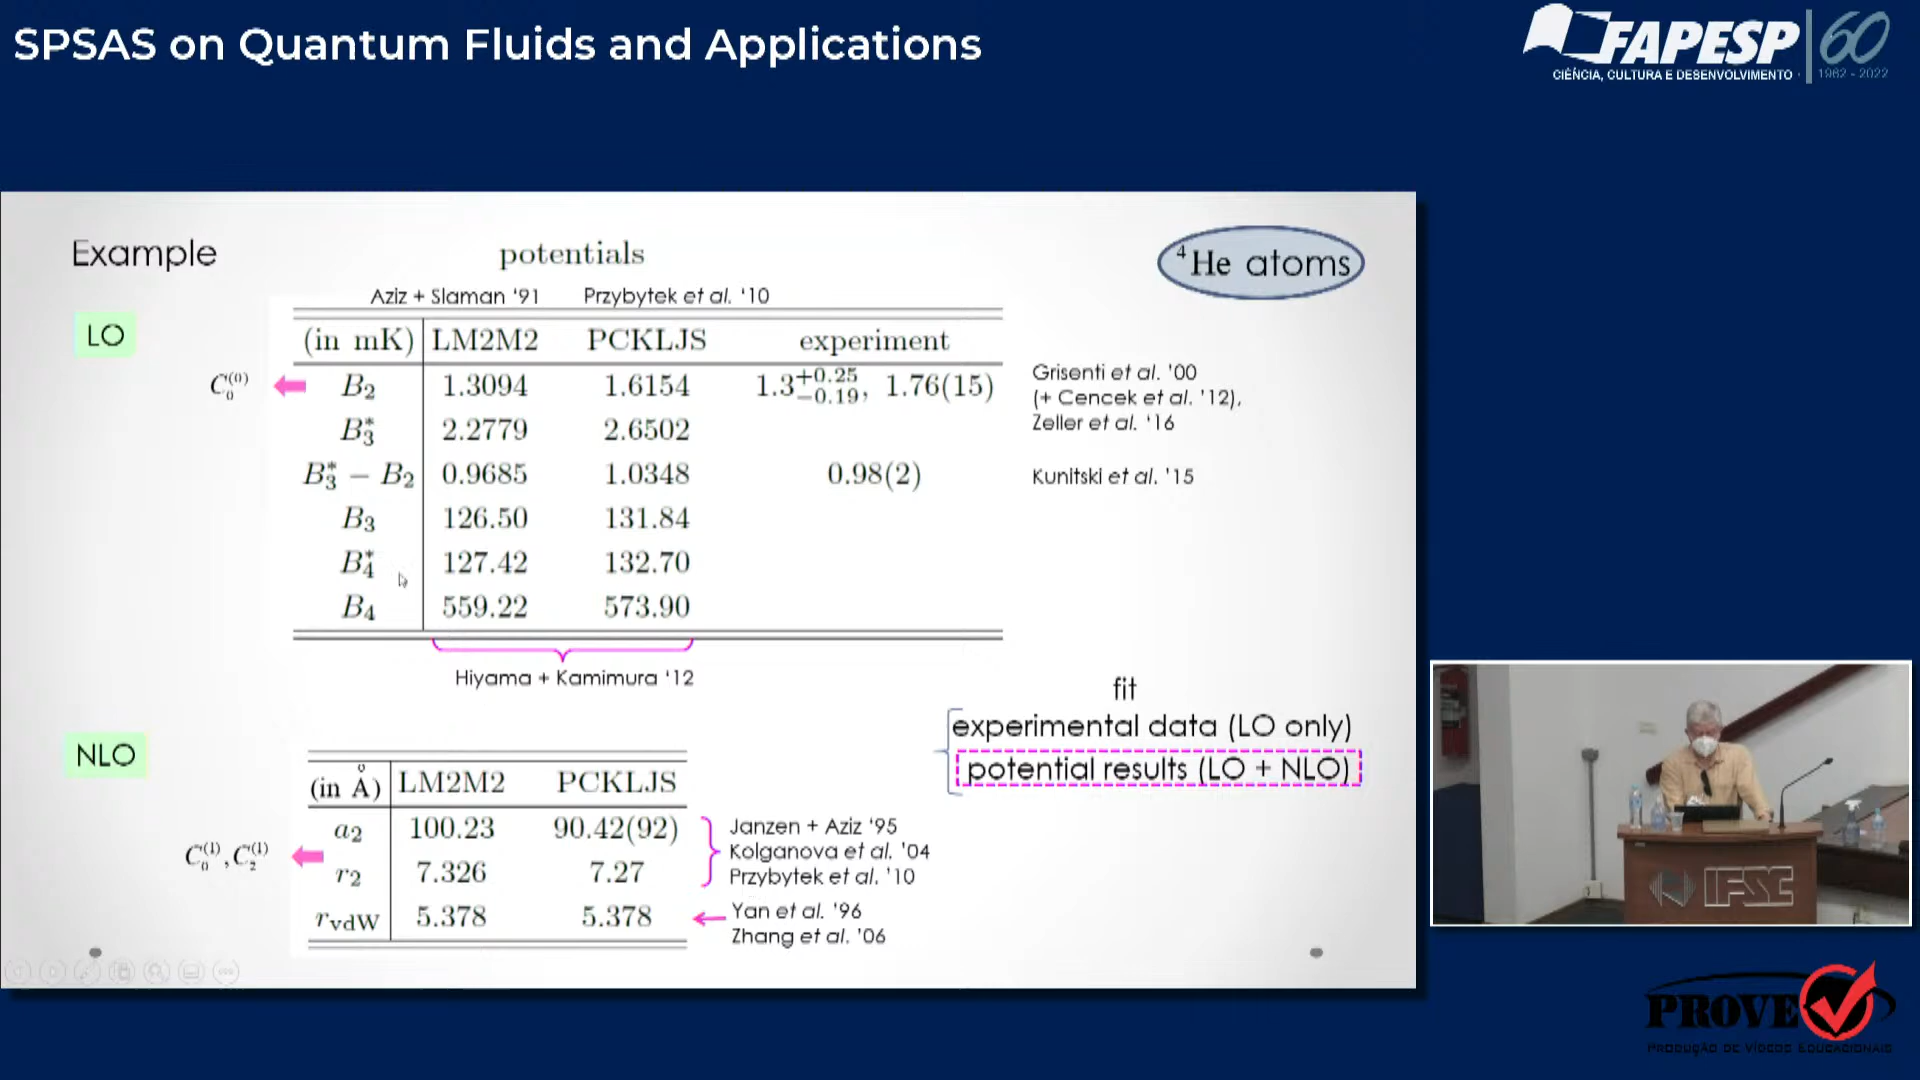 SPSAS on Quantum Fluids and Applications
FAPESP 60
CIÊNCIA, CULTURA E DESENVOLVIMENTO
1962 - 2022
Example
potentials
⁴He atoms
Aziz + Slaman '91 Przybytek et al. '10
LO
(in mK) LM2M2 PCKLJS experiment
C₀⁽⁰⁾ B₂ 1.3094 1.6154 1.3+0.25−0.19, 1.76(15)
Grisenti et al. '00
(+ Cencek et al. '12),
Zeller et al. '16
B₃* 2.2779 2.6502
B₃* − B₂ 0.9685 1.0348 0.98(2) Kunitski et al. '15
B₃ 126.50 131.84
B₄* 127.42 132.70
B₄ 559.22 573.90
Hiyama + Kamimura '12
fit
experimental data (LO only)
potential results (LO + NLO)
NLO
(in Å) LM2M2 PCKLJS
a₂ 100.23 90.42(92)
C₀⁽¹⁾, C₂⁽¹⁾ r₂ 7.326 7.27
r_vdW 5.378 5.378
Janzen + Aziz '95
Kolganova et al. '04
Przybytek et al. '10
Yan et al. '96
Zhang et al. '06
IFSC
PROVE
PRODUÇÃO DE VÍDEOS EDUCACIONAIS